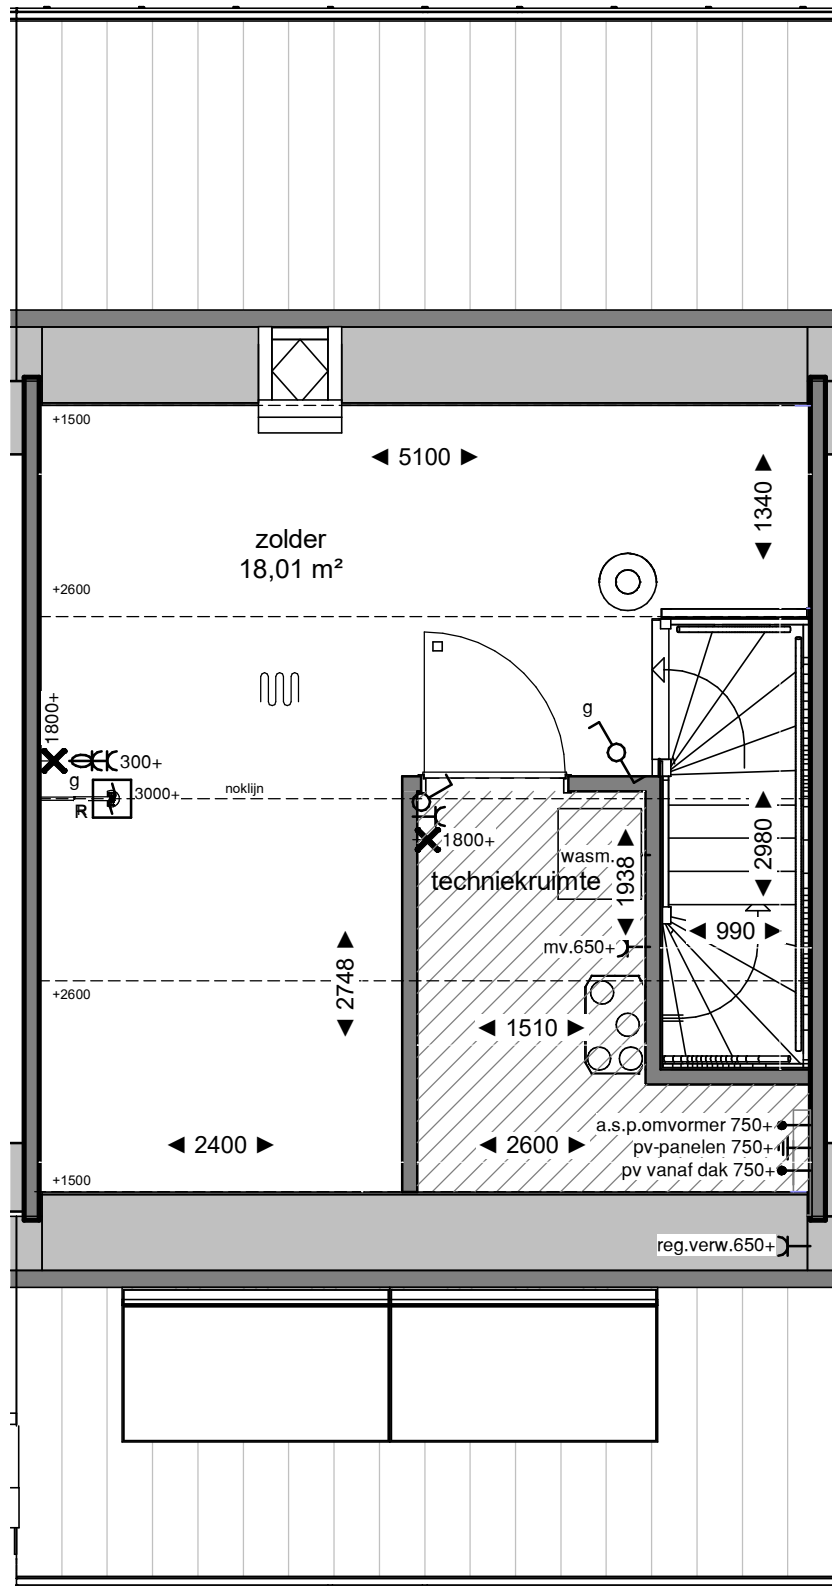 +1500
5100
1340
zolder
18,01 m²
+2600
1800+
g
300+
g
3000+
R
noklijn
1800+
wasm.
techniekruimte
1938
2980
990
mv.650+
2748
+2600
1510
2400
2600
a.s.p.omvormer 750+
pv-panelen 750+
pv vanaf dak 750+
+1500
reg.verw.650+